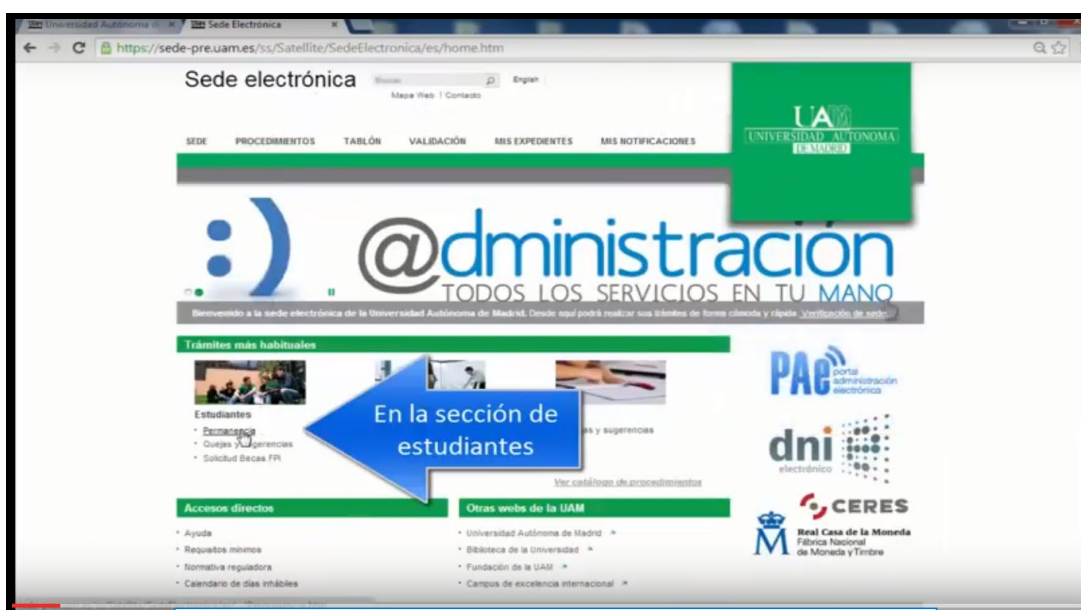 Universidad Autónoma d
Sede Electrónica
https://sede-pre.uam.es/ss/Satellite/SedeElectronica/es/home.htm
Sede electrónica
Buscar
English
Mapa Web | Contacto
SEDE PROCEDIMIENTOS TABLÓN VALIDACIÓN MIS EXPEDIENTES MIS NOTIFICACIONES
UAM
UNIVERSIDAD AUTONOMA
DE MADRID
:) @dministración
TODOS LOS SERVICIOS EN TU MANO
Bienvenido a la sede electrónica de la Universidad Autónoma de Madrid. Desde aquí podrá realizar sus trámites de forma cómoda y rápida. Verificación de sede
Trámites más habituales
Estudiantes
Permanencia
Quejas y sugerencias
Solicitud Becas FPI
En la sección de
estudiantes
as y sugerencias
Ver catálogo de procedimientos
PAe portal
administración
electrónica
dni
electrónico
CERES
Real Casa de la Moneda
Fábrica Nacional
de Moneda y Timbre
Accesos directos
Ayuda
Requisitos mínimos
Normativa reguladora
Calendario de días inhábiles
Otras webs de la UAM
Universidad Autónoma de Madrid
Biblioteca de la Universidad
Fundación de la UAM
Campus de excelencia internacional